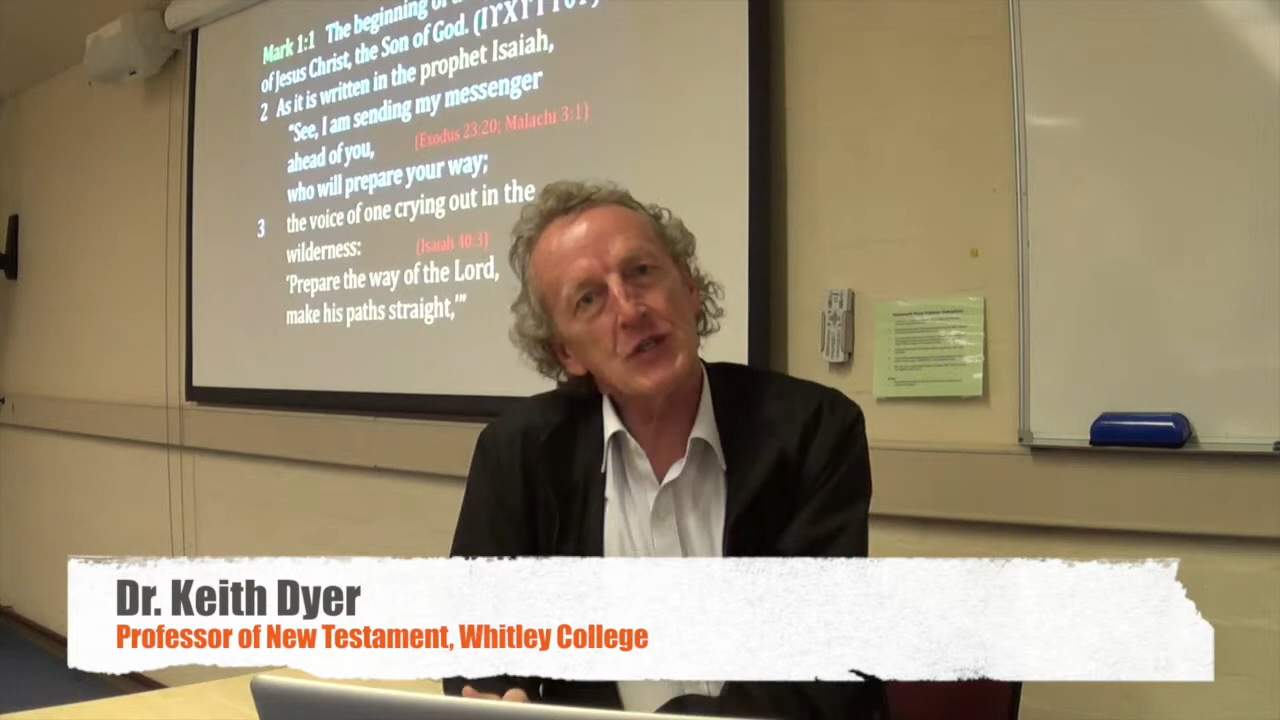 Mark 1:1 The beginning of
of Jesus Christ, the Son of God.
2 As it is written in the prophet Isaiah,
"See, I am sending my messenger
ahead of you, (Exodus 23:20; Malachi 3:1)
who will prepare your way;
3 the voice of one crying out in the
wilderness: (Isaiah 40:3)
'Prepare the way of the Lord,
make his paths straight,'"
Dr. Keith Dyer
Professor of New Testament, Whitley College